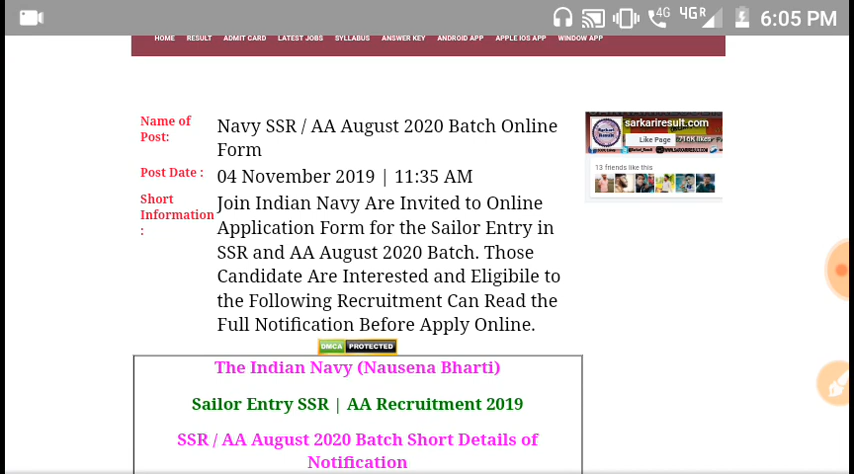 4G 4GR 6:05 PM
HOME RESULT ADMIT CARD LATEST JOBS SYLLABUS ANSWER KEY ANDROID APP APPLE IOS APP WINDOW APP
Name of
Post:
Navy SSR / AA August 2020 Batch Online
Form
Post Date :
04 November 2019 | 11:35 AM
Short
Information
:
Join Indian Navy Are Invited to Online
Application Form for the Sailor Entry in
SSR and AA August 2020 Batch. Those
Candidate Are Interested and Eligibile to
the Following Recruitment Can Read the
Full Notification Before Apply Online.
DMCA PROTECTED
The Indian Navy (Nausena Bharti)
Sailor Entry SSR | AA Recruitment 2019
SSR / AA August 2020 Batch Short Details of
Notification
sarkariresult.com
Like Page
likes
13 friends like this